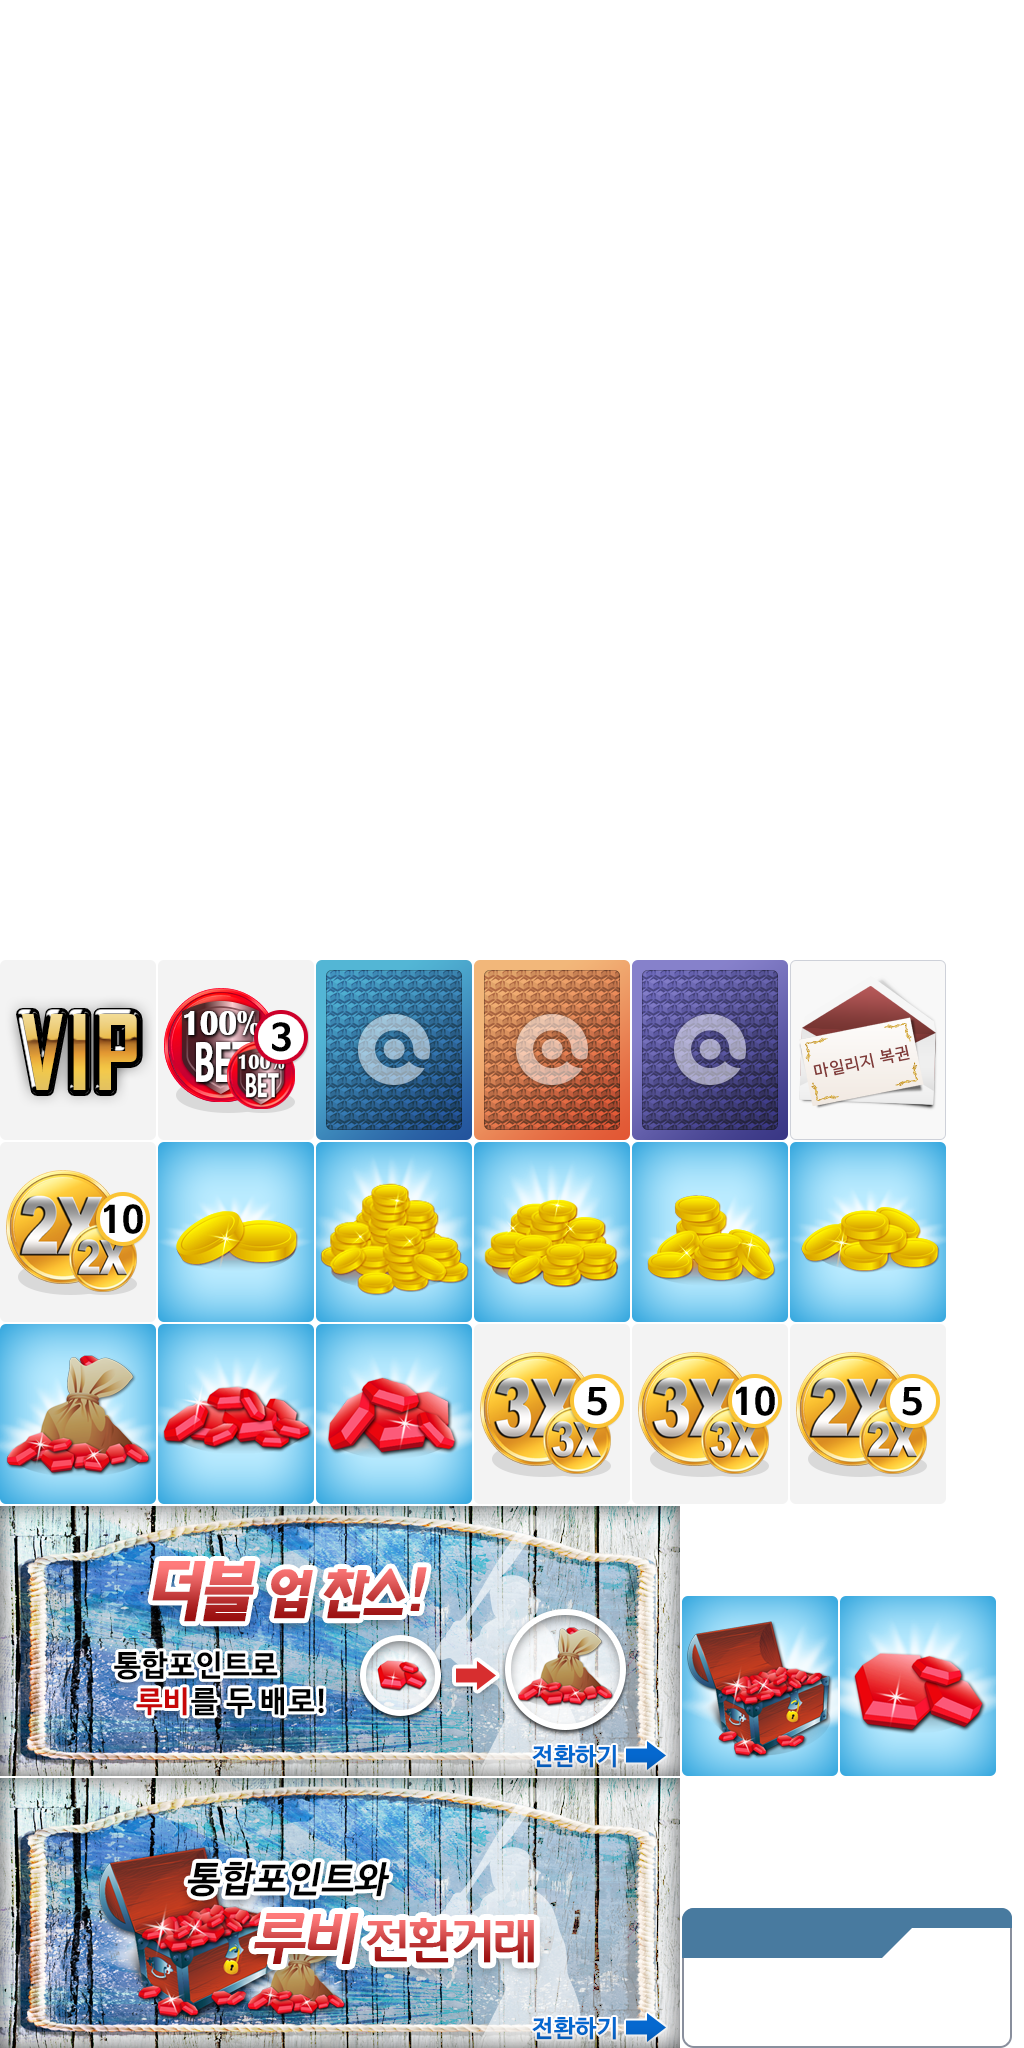 VIP
100%
BET
3
100%
BET
마일리지 복권
2X
10
2X
3X
5
3X
3X
10
3X
2X
5
2X
더블 업 찬스!
통합포인트로
루비를 두 배로!
전환하기
통합포인트와
루비 전환거래
전환하기